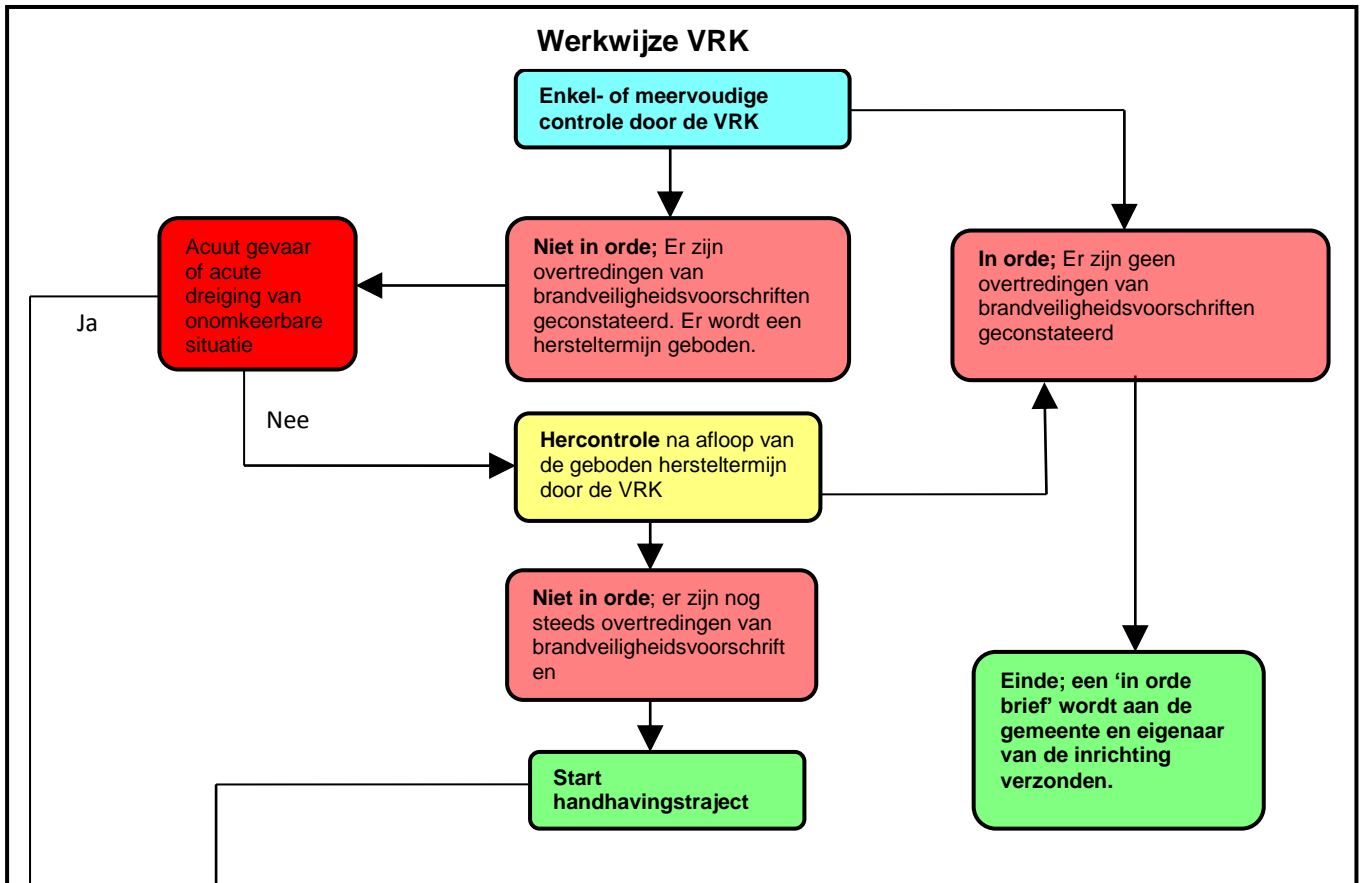 Werkwijze VRK
Enkel- of meervoudige
controle door de VRK
Acuut gevaar
of acute
dreiging van
onomkeerbare
situatie
Niet in orde; Er zijn
overtredingen van
brandveiligheidsvoorschriften
geconstateerd. Er wordt een
hersteltermijn geboden.
In orde; Er zijn geen
overtredingen van
brandveiligheidsvoorschriften
geconstateerd
Ja
Nee
Hercontrole na afloop van
de geboden hersteltermijn
door de VRK
Niet in orde; er zijn nog
steeds overtredingen van
brandveiligheidsvoorschrift
en
Einde; een ‘in orde
brief’ wordt aan de
gemeente en eigenaar
van de inrichting
verzonden.
Start
handhavingstraject